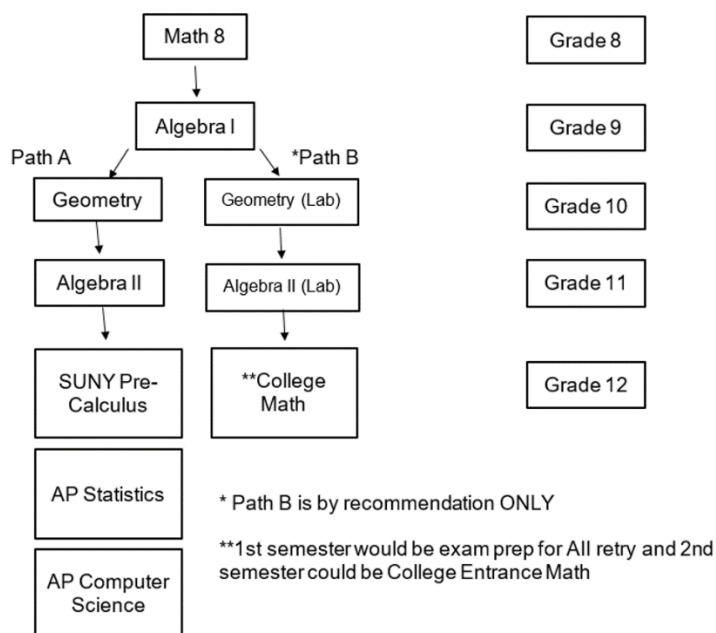 Math 8
Grade 8
Algebra I
Grade 9
Path A
*Path B
Geometry
Geometry (Lab)
Grade 10
Algebra II
Algebra II (Lab)
Grade 11
SUNY Pre-
Calculus
**College
Math
Grade 12
AP Statistics
* Path B is by recommendation ONLY
**1st semester would be exam prep for AII retry and 2nd
semester could be College Entrance Math
AP Computer
Science